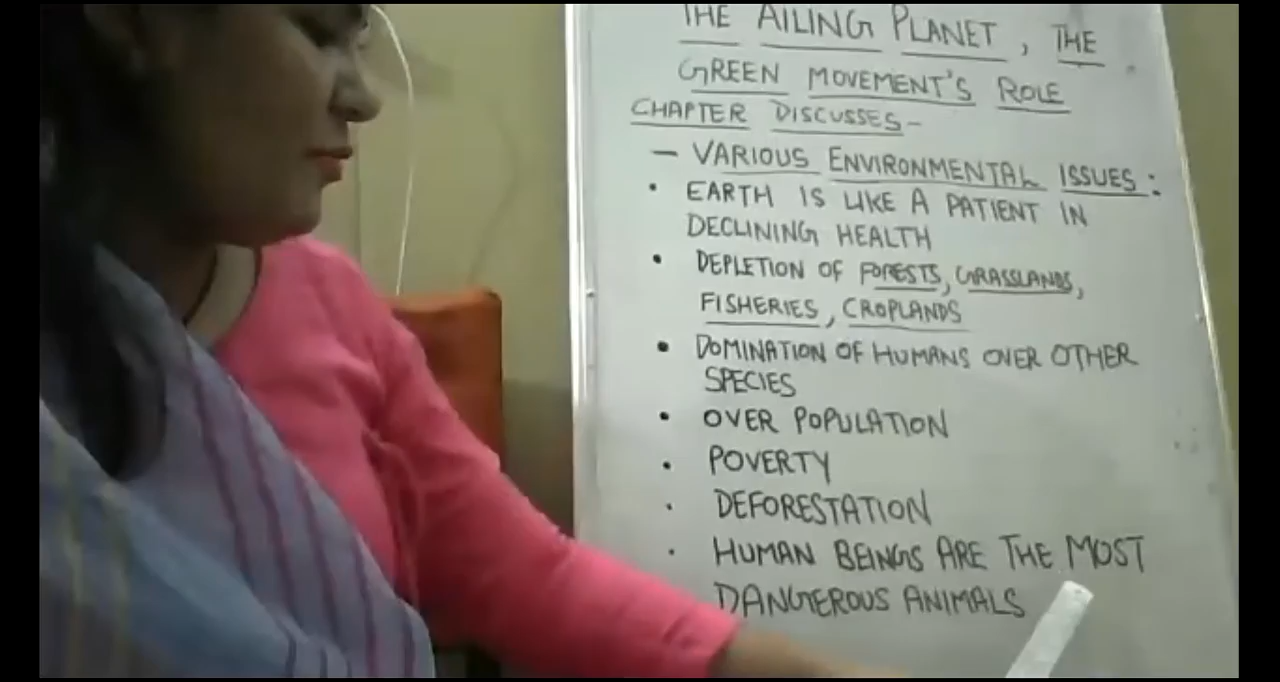 THE AILING PLANET, THE
GREEN MOVEMENT'S ROLE
CHAPTER DISCUSSES-
- VARIOUS ENVIRONMENTAL ISSUES:
• EARTH IS LIKE A PATIENT IN
DECLINING HEALTH
• DEPLETION OF FORESTS, GRASSLANDS,
FISHERIES, CROPLANDS
• DOMINATION OF HUMANS OVER OTHER
SPECIES
• OVER POPULATION
• POVERTY
• DEFORESTATION
• HUMAN BEINGS ARE THE MOST
DANGEROUS ANIMALS